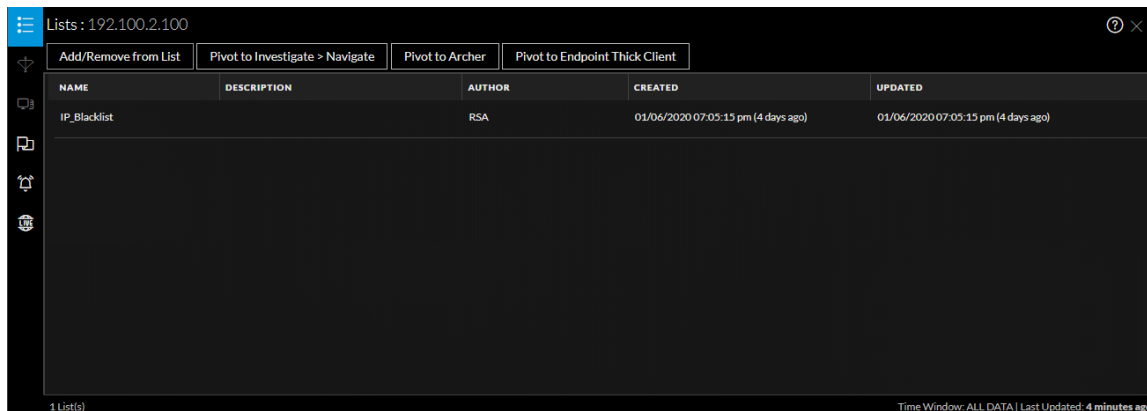 Lists : 192.100.2.100
Add/Remove from List Pivot to Investigate > Navigate Pivot to Archer Pivot to Endpoint Thick Client
NAME DESCRIPTION AUTHOR CREATED UPDATED
IP_Blacklist RSA 01/06/2020 07:05:15 pm (4 days ago) 01/06/2020 07:05:15 pm (4 days ago)
LIVE
1 List(s) Time Window: ALL DATA | Last Updated: 4 minutes ago